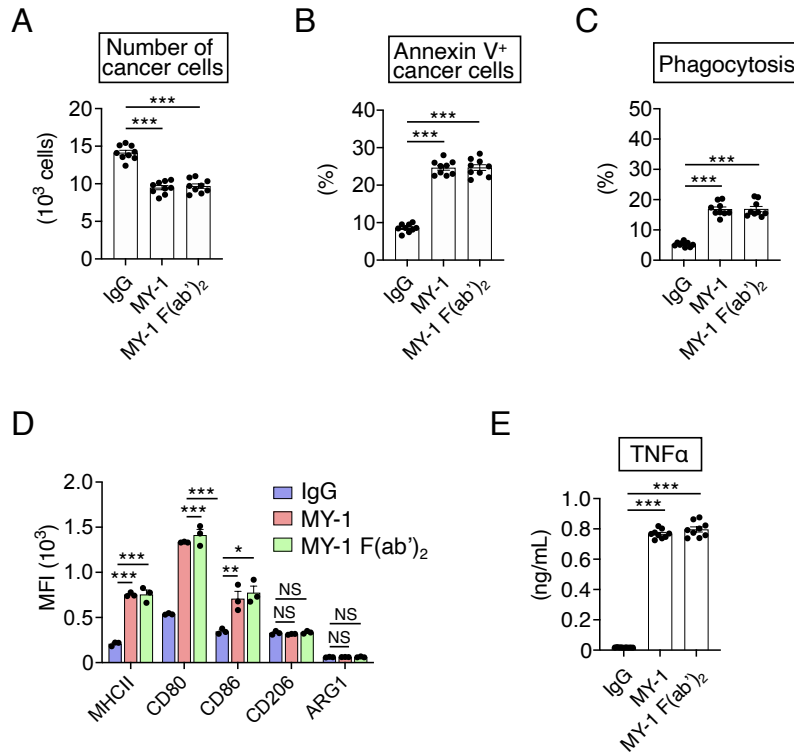 A
Number of
cancer cells
(10³ cells)
20
15
10
5
0
***
***
IgG
MY-1
MY-1 F(ab’)₂
B
Annexin V⁺
cancer cells
(%)
40
30
20
10
0
***
***
IgG
MY-1
MY-1 F(ab’)₂
C
Phagocytosis
(%)
50
40
30
20
10
0
***
***
IgG
MY-1
MY-1 F(ab’)₂
D
MFI (10³)
2.0
1.5
1.0
0.5
0
IgG
MY-1
MY-1 F(ab’)₂
***
***
***
***
*
**
NS
NS
NS
NS
MHCII
CD80
CD86
CD206
ARG1
E
TNFα
(ng/mL)
1.0
0.8
0.6
0.4
0.2
0
***
***
IgG
MY-1
MY-1 F(ab’)₂